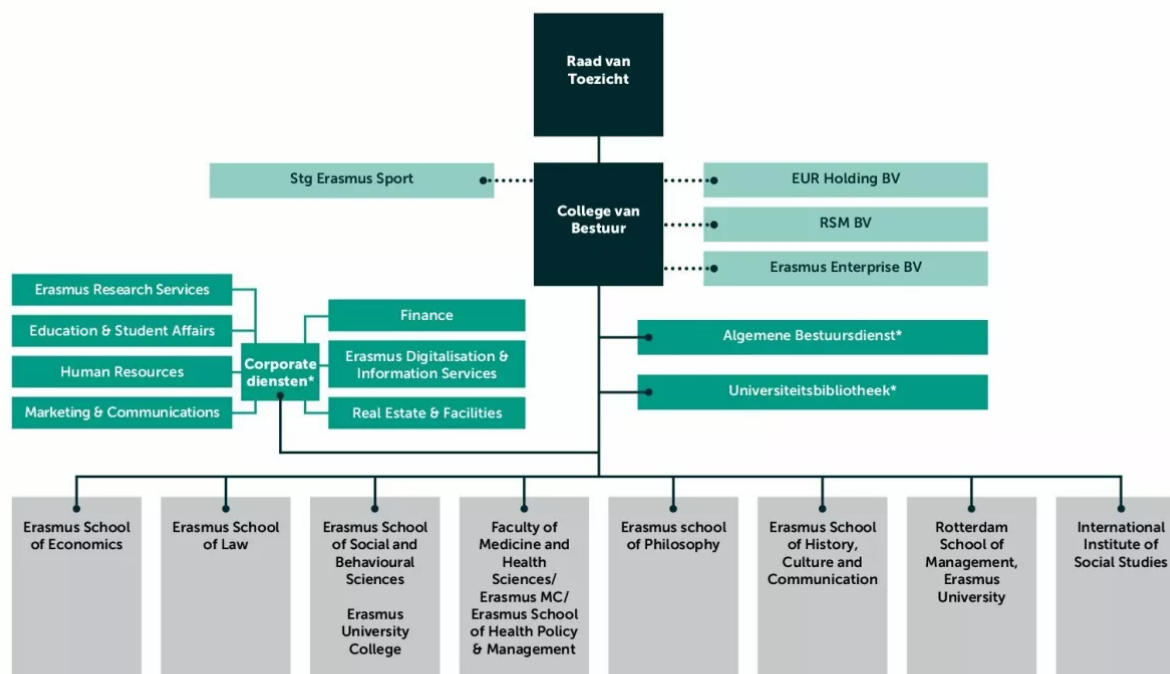 Raad van
Toezicht
Stg Erasmus Sport
College van
Bestuur
EUR Holding BV
RSM BV
Erasmus Enterprise BV
Erasmus Research Services
Education & Student Affairs
Human Resources
Marketing & Communications
Corporate
diensten*
Finance
Erasmus Digitalisation &
Information Services
Real Estate & Facilities
Algemene Bestuursdienst*
Universiteitsbibliotheek*
Erasmus School
of Economics
Erasmus School
of Law
Erasmus School
of Social and
Behavioural
Sciences
Erasmus
University
College
Faculty of
Medicine and
Health
Sciences/
Erasmus MC/
Erasmus School
of Health Policy
& Management
Erasmus school
of Philosophy
Erasmus School
of History,
Culture and
Communication
Rotterdam
School of
Management,
Erasmus
University
International
Institute of
Social Studies